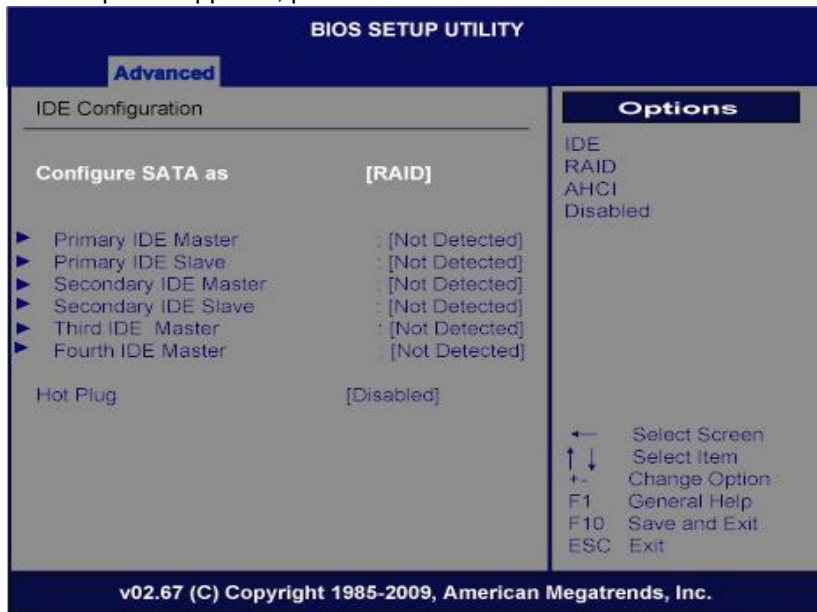 BIOS SETUP UTILITY
Advanced
IDE Configuration
Configure SATA as [RAID]
Primary IDE Master : [Not Detected]
Primary IDE Slave : [Not Detected]
Secondary IDE Master : [Not Detected]
Secondary IDE Slave : [Not Detected]
Third IDE Master : [Not Detected]
Fourth IDE Master : [Not Detected]
Hot Plug [Disabled]
Options
IDE
RAID
AHCI
Disabled
← Select Screen
↑↓ Select Item
+- Change Option
F1 General Help
F10 Save and Exit
ESC Exit
v02.67 (C) Copyright 1985-2009, American Megatrends, Inc.